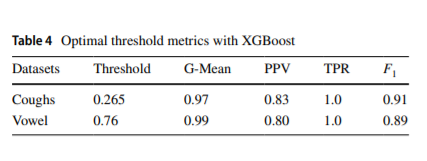 Table 4 Optimal threshold metrics with XGBoost
Datasets Threshold G-Mean PPV TPR F1
Coughs 0.265 0.97 0.83 1.0 0.91
Vowel 0.76 0.99 0.80 1.0 0.89